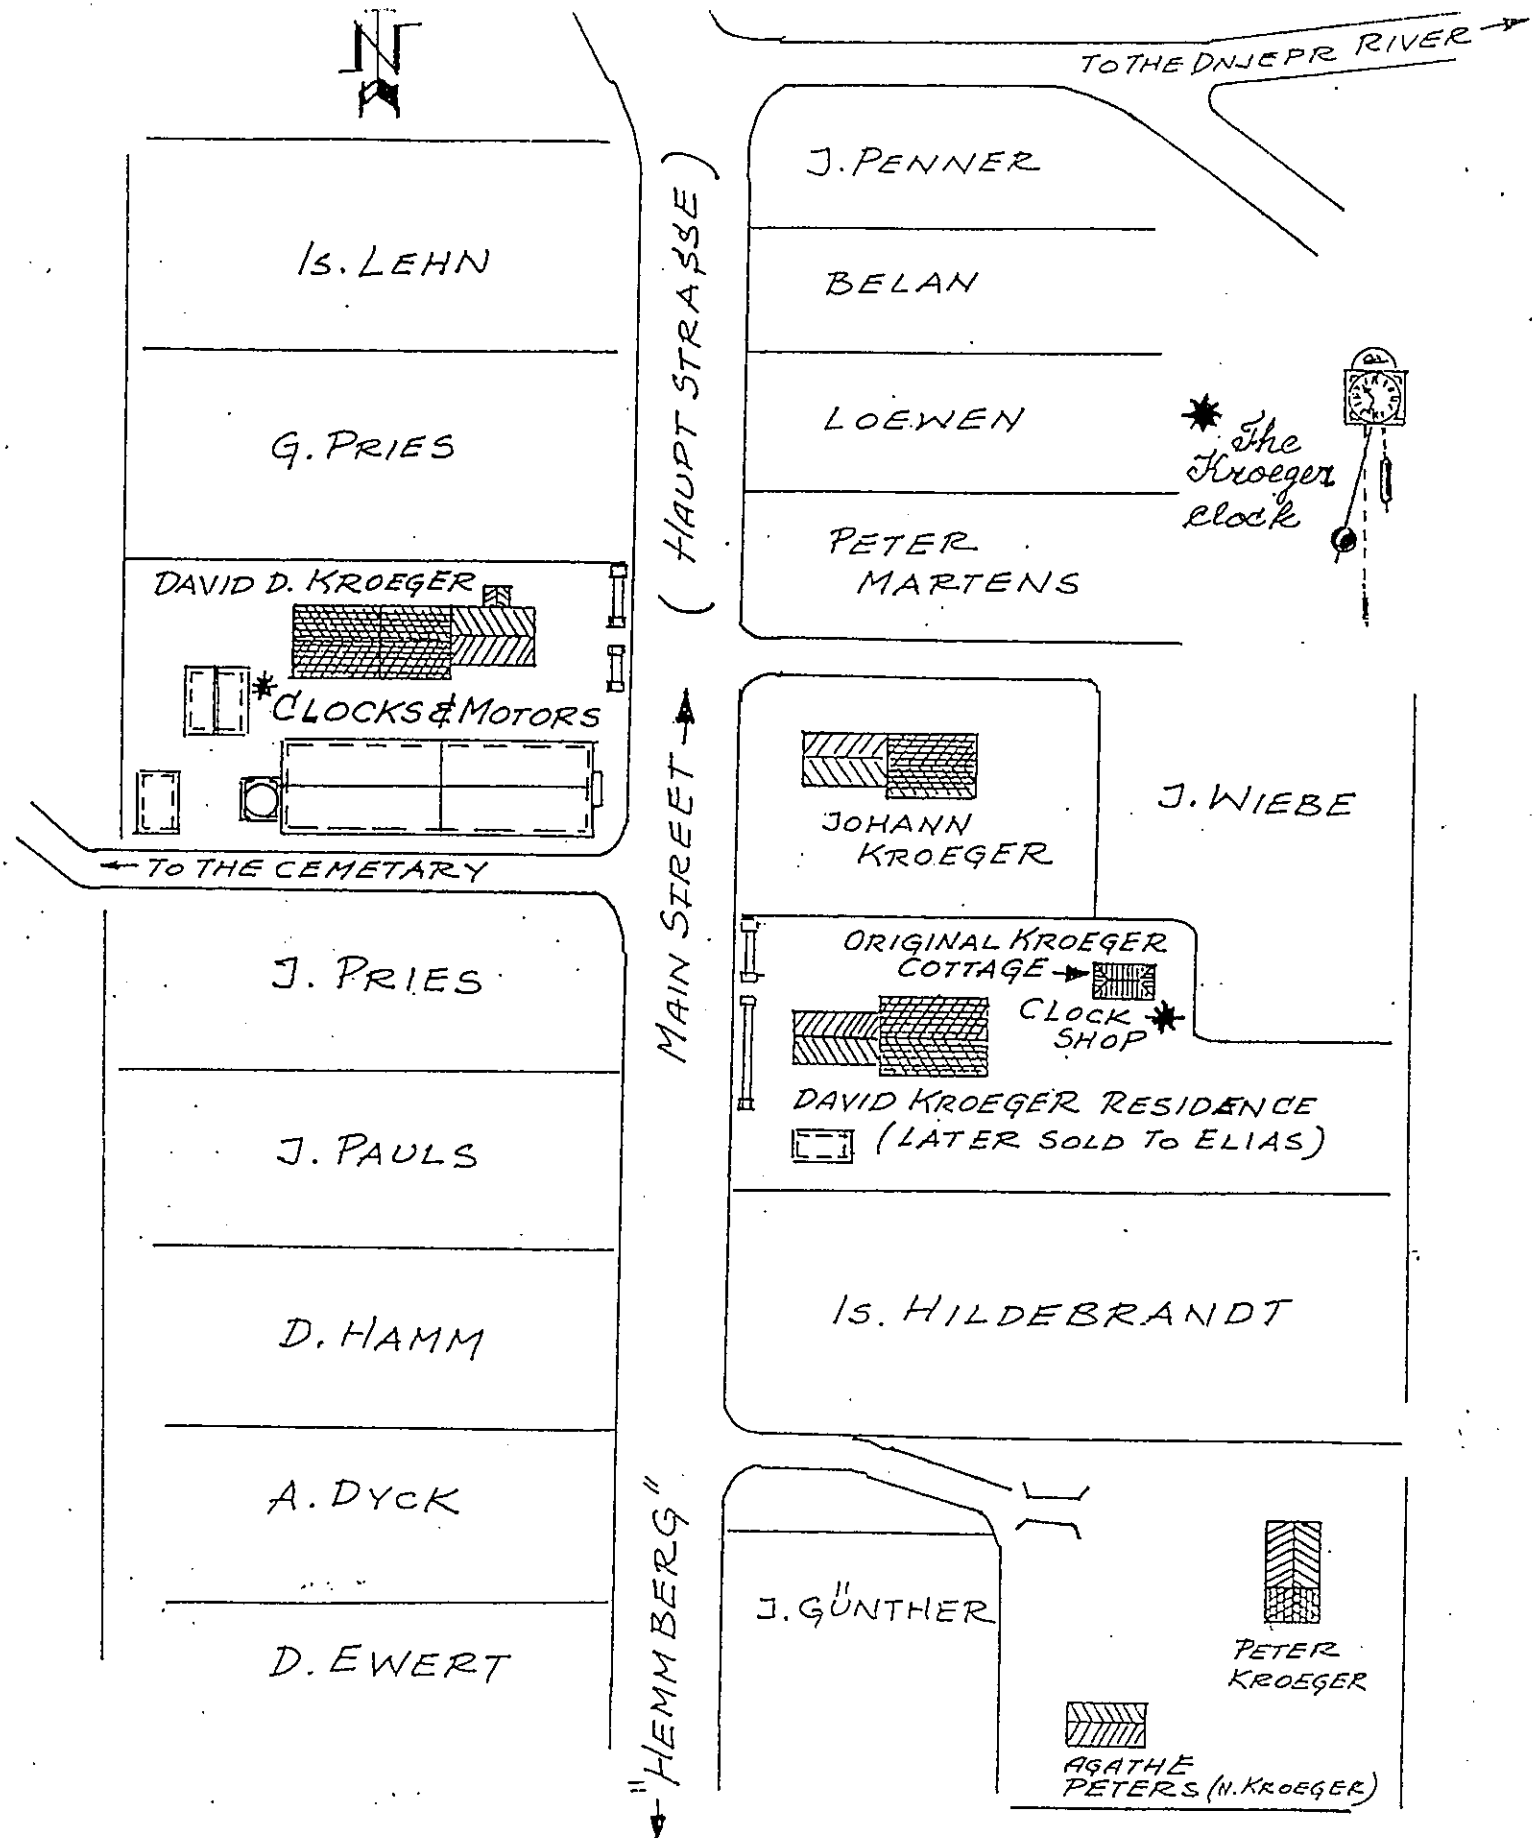 N
TO THE DNJEPR RIVER
J. PENNER
Is. LEHN
BELAN
G. PRIES
LOEWEN
The
Kroeger
Clock
PETER
MARTENS
DAVID D. KROEGER
CLOCKS & MOTORS
MAIN STREET
( HAUPT STRASSE )
JOHANN
KROEGER
J. WIEBE
TO THE CEMETARY
J. PRIES
ORIGINAL KROEGER
COTTAGE
CLOCK
SHOP
DAVID KROEGER RESIDENCE
(LATER SOLD TO ELIAS)
J. PAULS
D. HAMM
Is. HILDEBRANDT
A. DYCK
"HEMMBERG"
D. EWERT
J. GÜNTHER
PETER
KROEGER
AGATHE
PETERS (N. KROEGER)